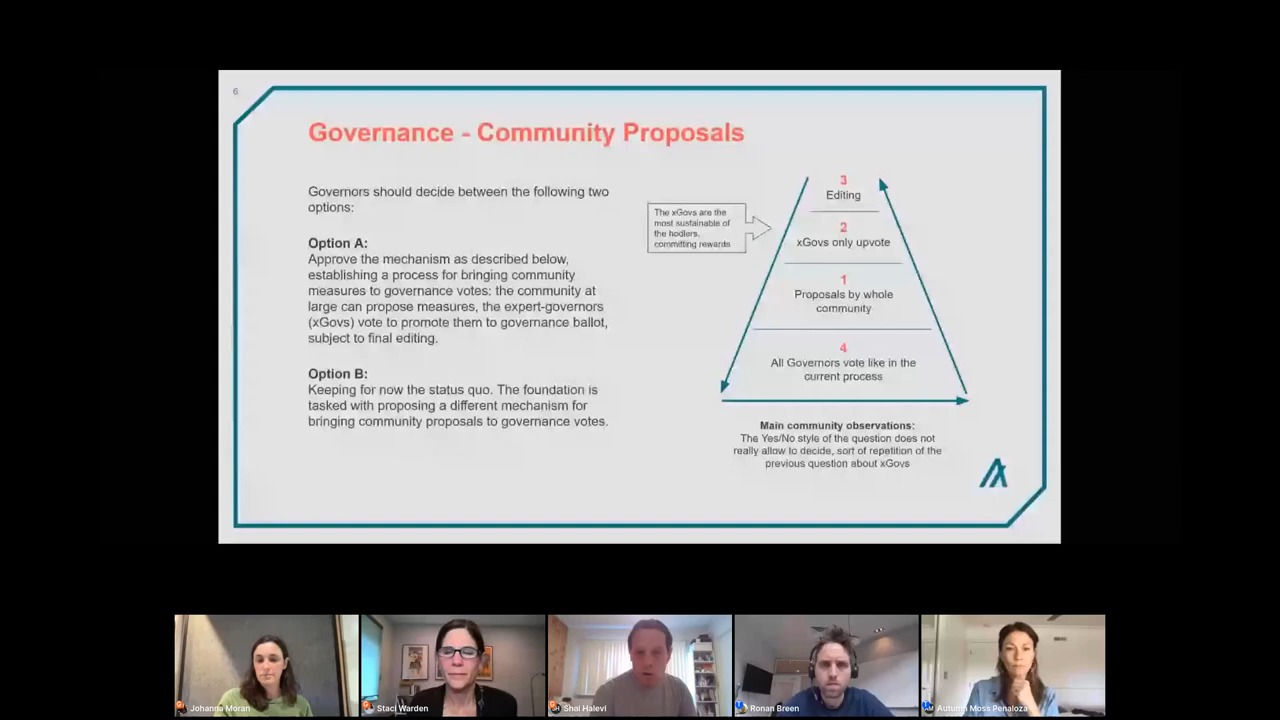 6
Governance - Community Proposals
Governors should decide between the following two
options:
Option A:
Approve the mechanism as described below,
establishing a process for bringing community
measures to governance votes: the community at
large can propose measures, the expert-governors
(xGovs) vote to promote them to governance ballot,
subject to final editing.
Option B:
Keeping for now the status quo. The foundation is
tasked with proposing a different mechanism for
bringing community proposals to governance votes.
The xGovs are the
most sustainable of
the hodlers,
committing rewards
3
Editing
2
xGovs only upvote
1
Proposals by whole
community
4
All Governors vote like in the
current process
Main community observations:
The Yes/No style of the question does not
really allow to decide, sort of repetition of the
previous question about xGovs
Johanna Moran
Staci Warden
Shai Halevi
Ronan Breen
Autumn Moss Penaloza